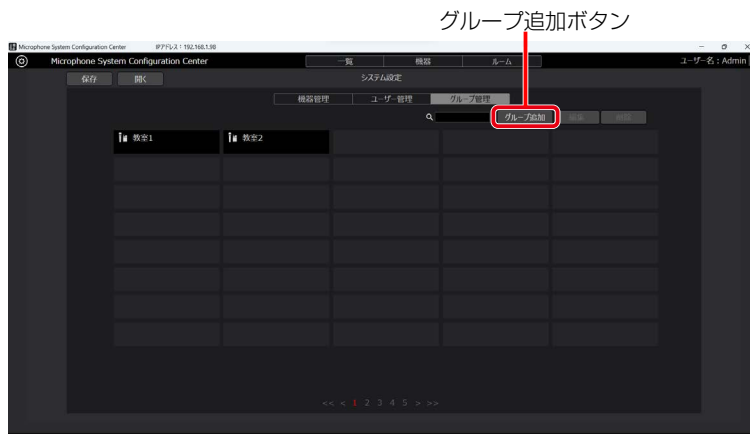 グループ追加ボタン
Microphone System Configuration Center IPアドレス：192.168.1.98
Microphone System Configuration Center 一覧 機器 ルーム ユーザー名：Admin
保存 開く システム設定
機器管理 ユーザー管理 グループ管理
グループ追加 編集 削除
教室1 教室2
<< < 1 2 3 4 5 > >>